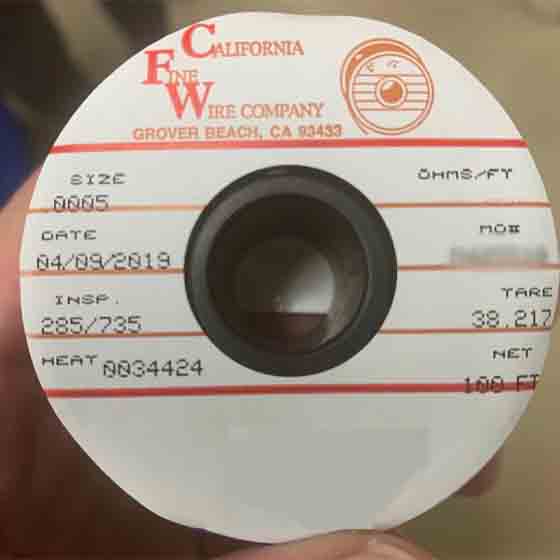 CALIFORNIA
FINE
WIRE COMPANY
GROVER BEACH, CA 93433
SIZE
.0005
OHMS/FT
DATE
04/09/2019
MO#
INSP.
285/735
TARE
38.217
HEAT 0034424
NET
100 FT